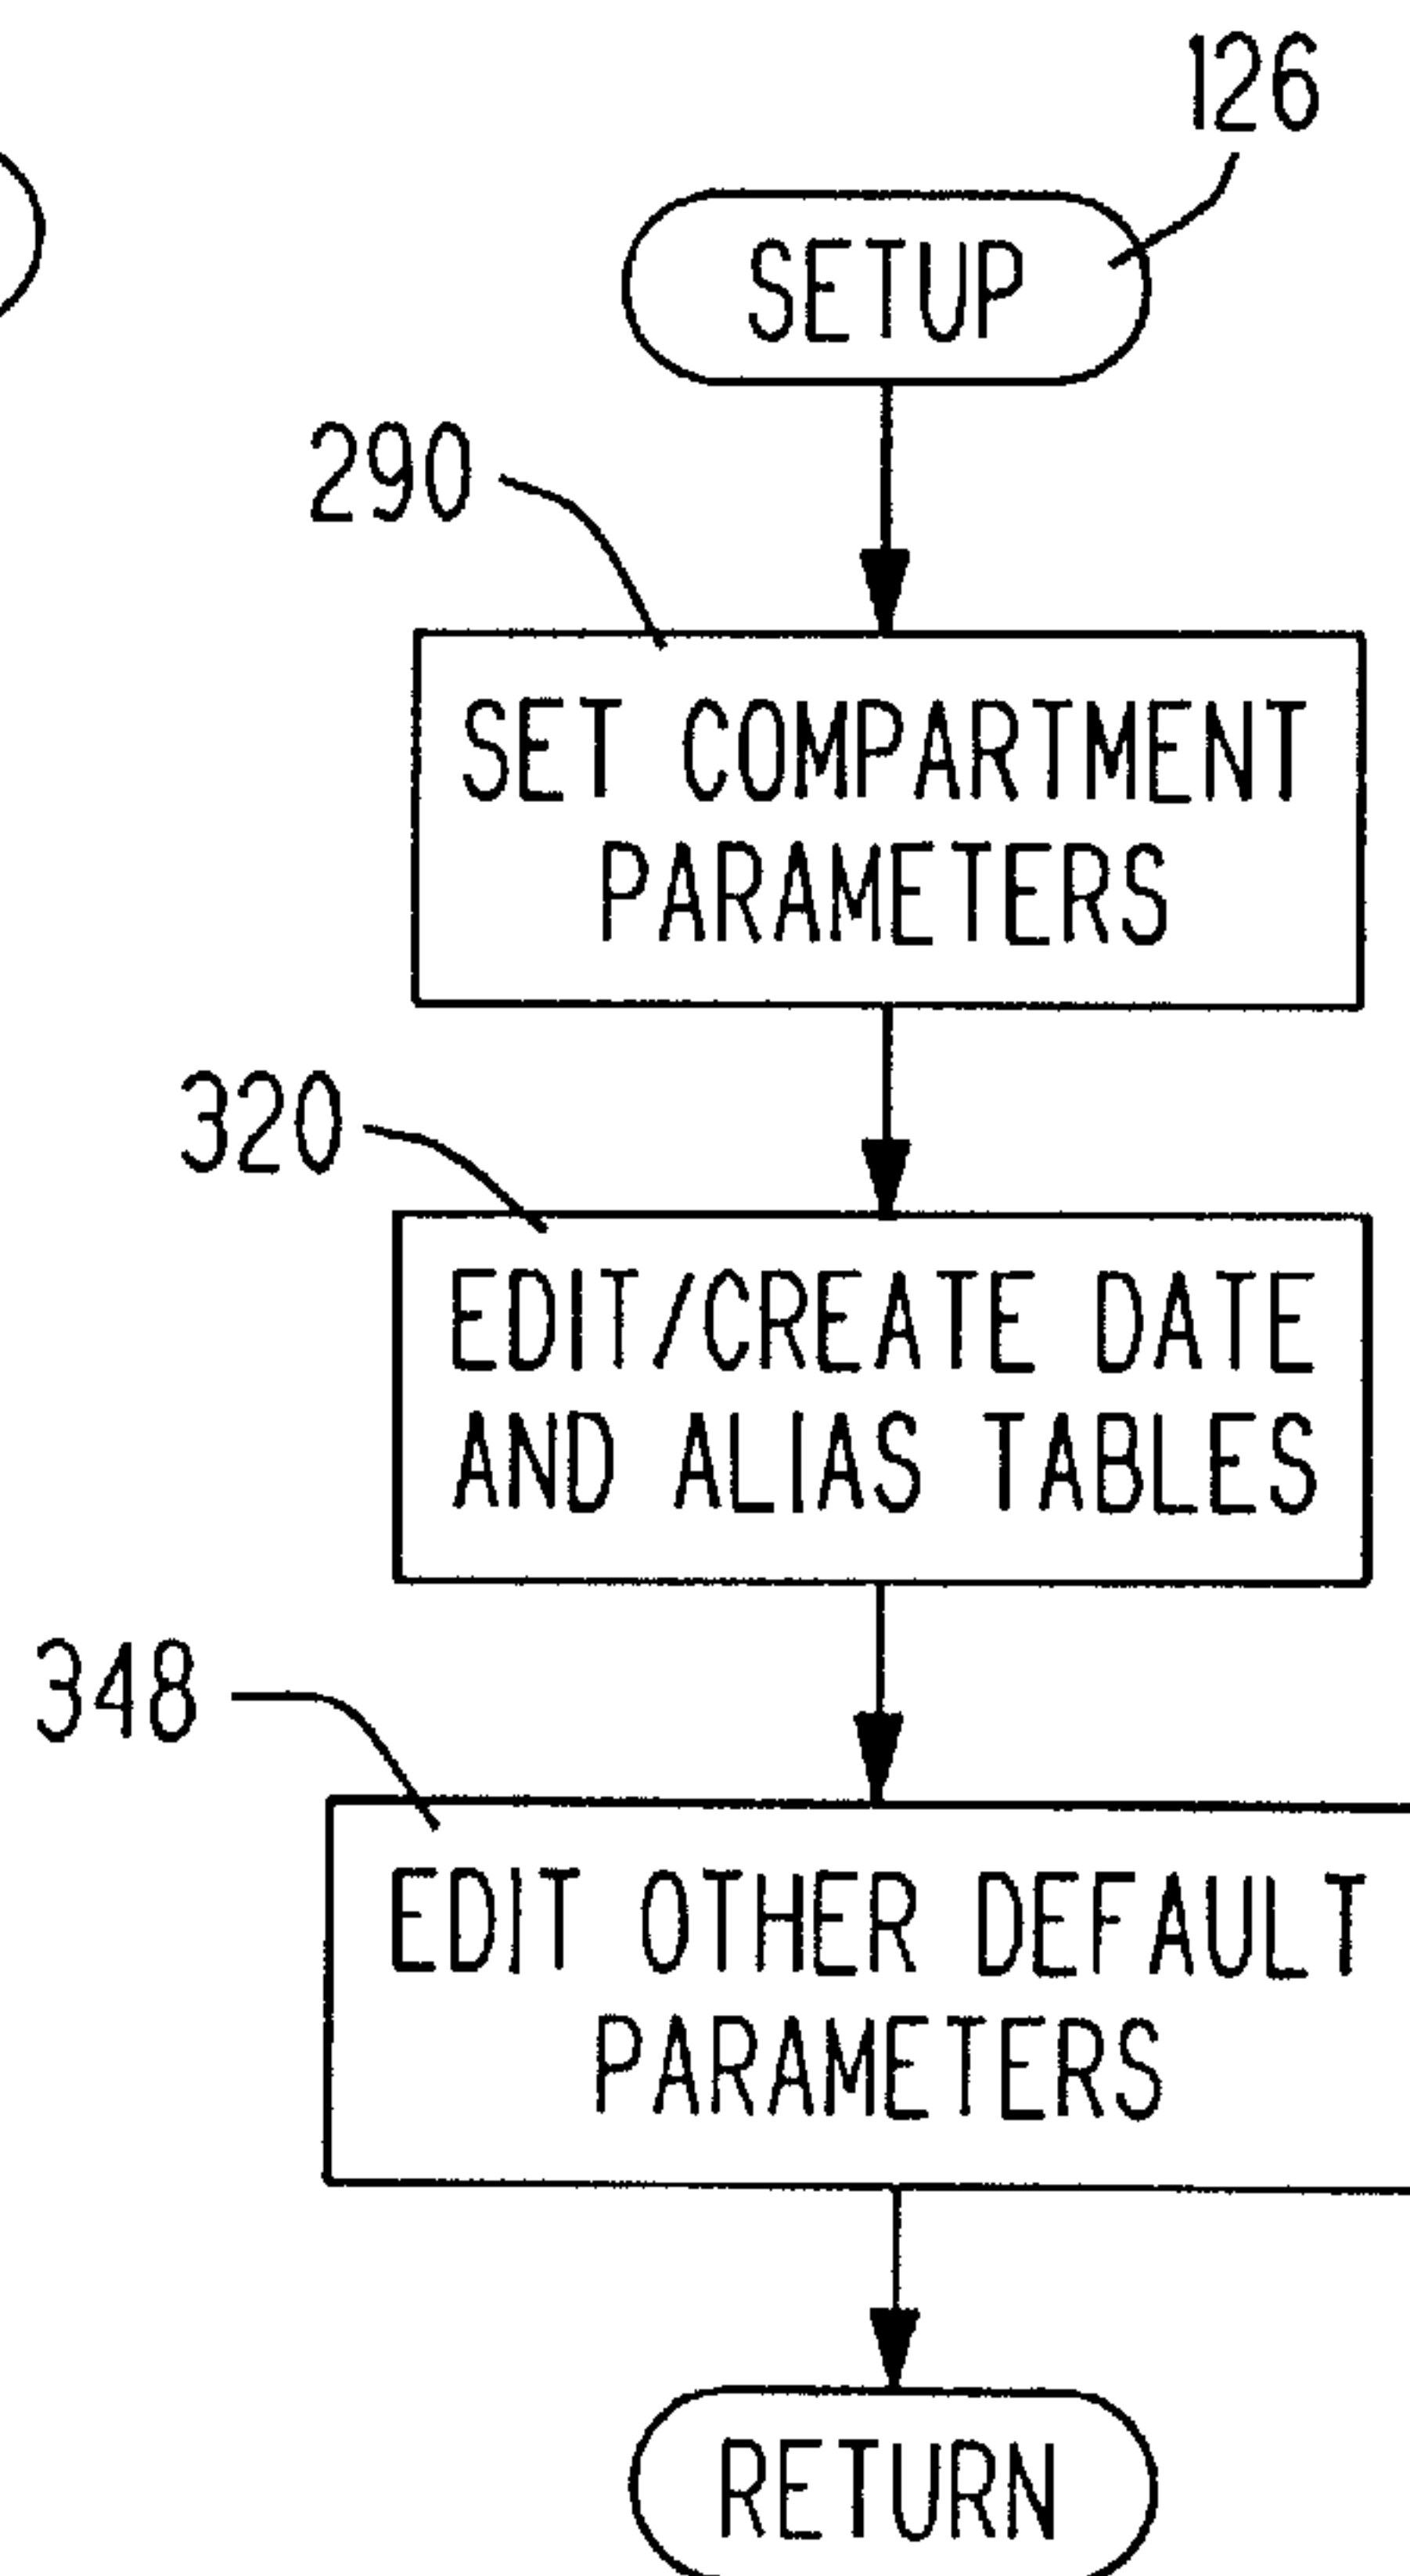 126
SETUP
290
SET COMPARTMENT
PARAMETERS
320
EDIT/CREATE DATE
AND ALIAS TABLES
348
EDIT OTHER DEFAULT
PARAMETERS
RETURN